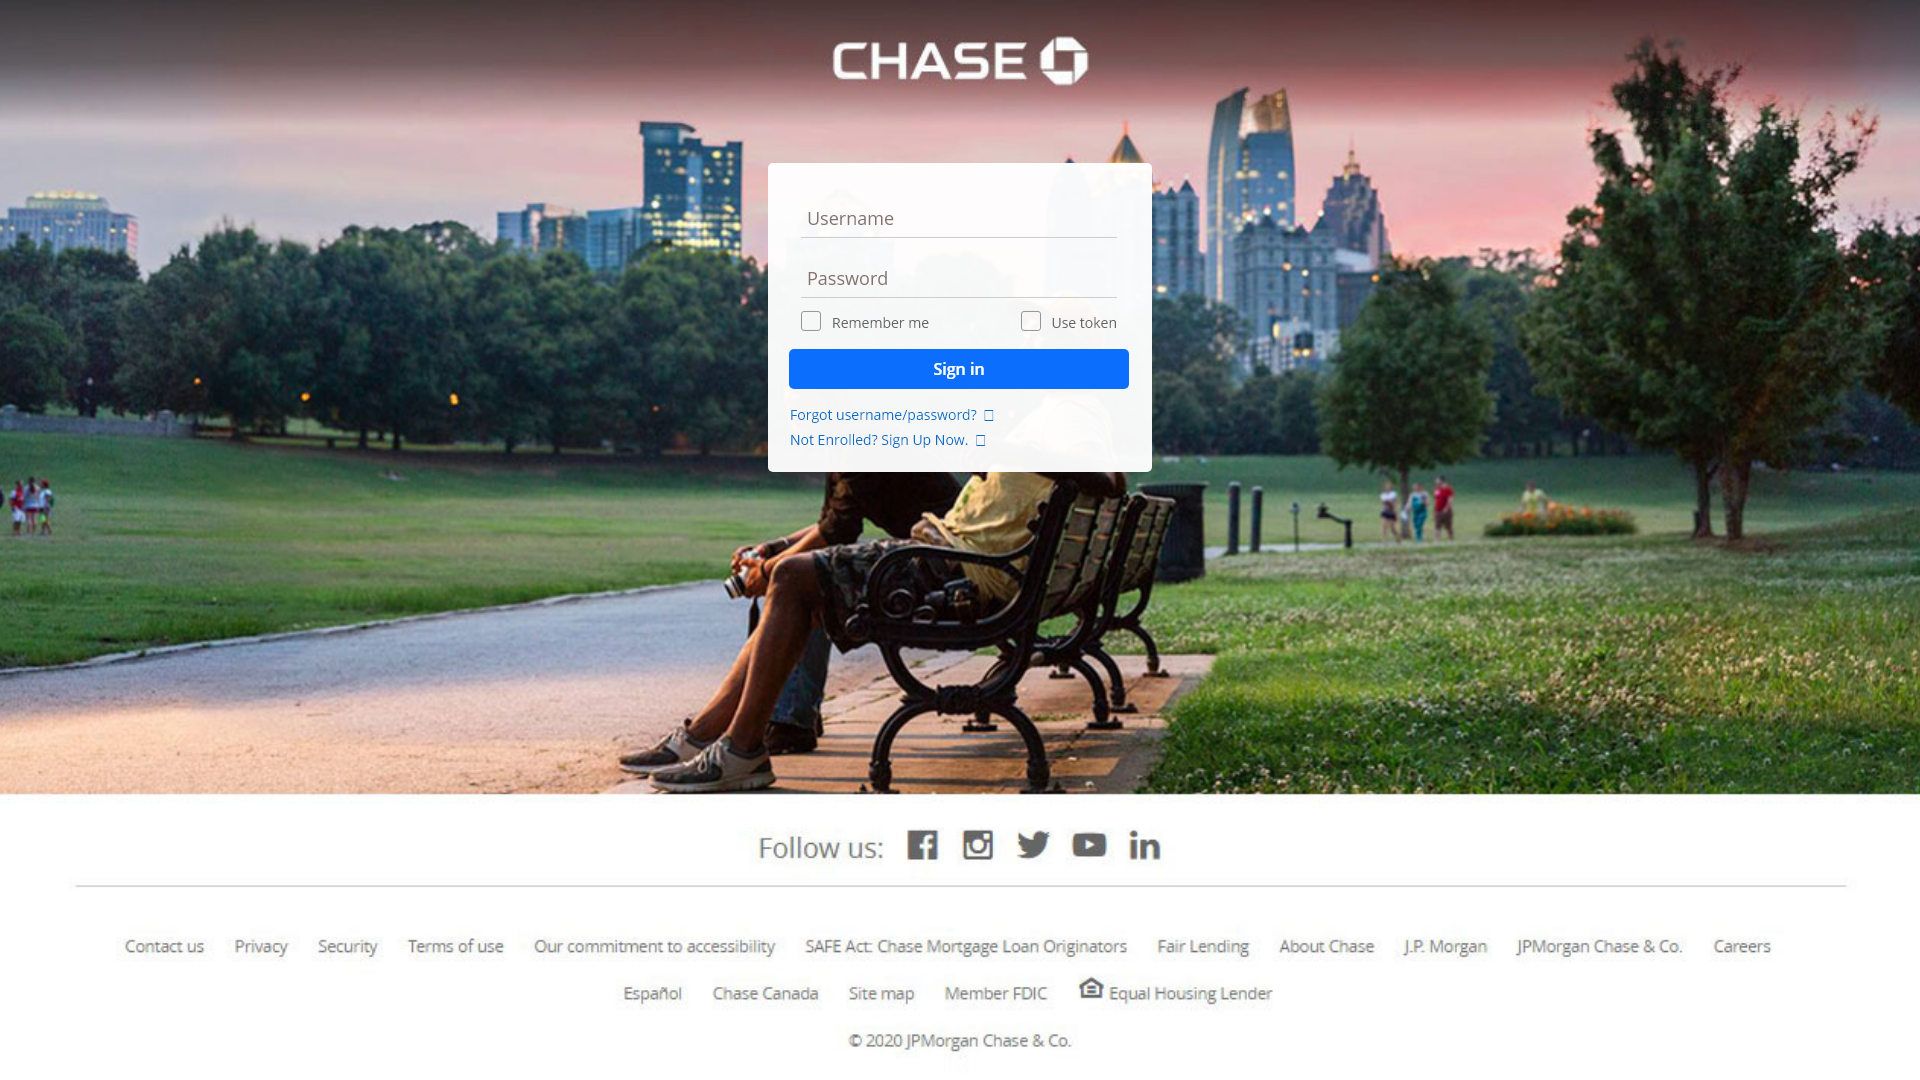 CHASE
Username
Password
Remember me Use token
Sign in
Forgot username/password?
Not Enrolled? Sign Up Now.
Follow us:
Contact us Privacy Security Terms of use Our commitment to accessibility SAFE Act: Chase Mortgage Loan Originators Fair Lending About Chase J.P. Morgan JPMorgan Chase & Co. Careers
Español Chase Canada Site map Member FDIC Equal Housing Lender
© 2020 JPMorgan Chase & Co.